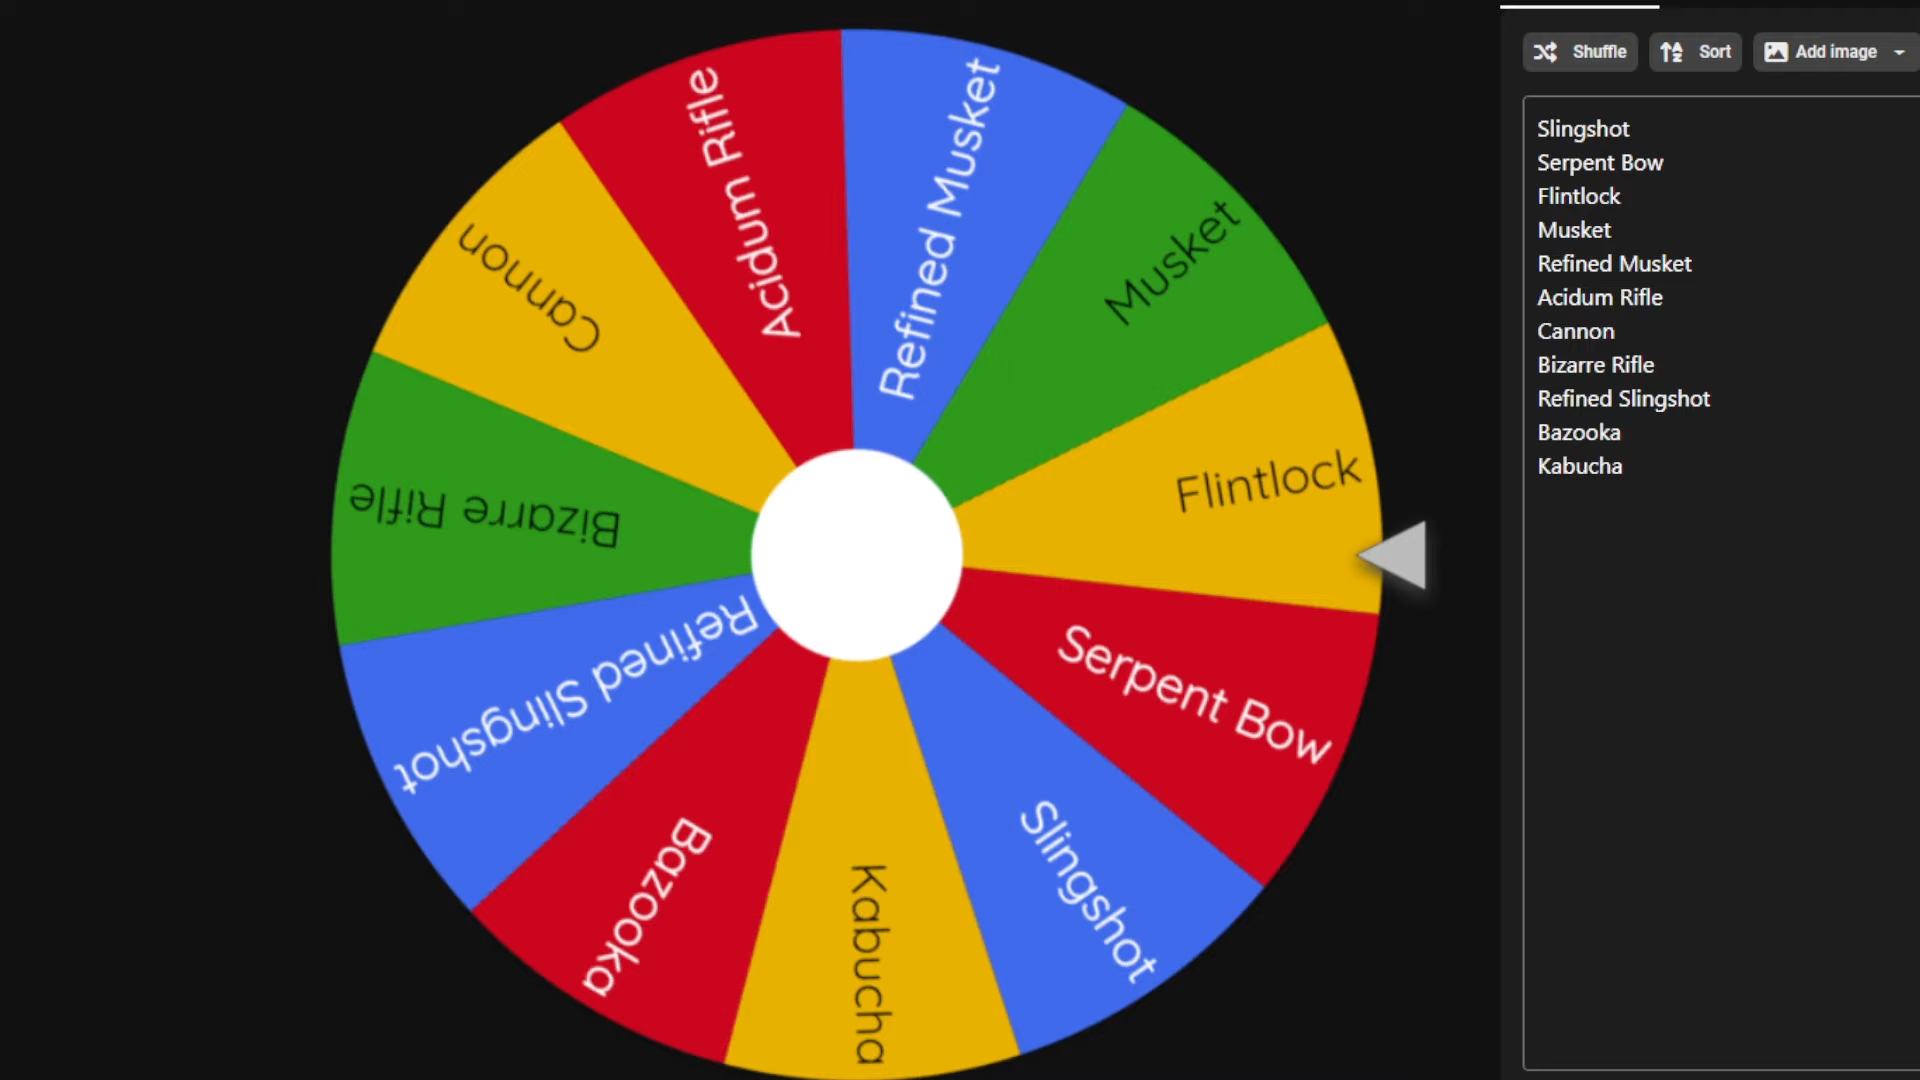 Shuffle
Sort
Add image
Acidum Rifle
Refined Musket
Musket
Flintlock
Serpent Bow
Slingshot
Kabucha
Bazooka
Refined Slingshot
Bizarre Rifle
Cannon
Slingshot
Serpent Bow
Flintlock
Musket
Refined Musket
Acidum Rifle
Cannon
Bizarre Rifle
Refined Slingshot
Bazooka
Kabucha